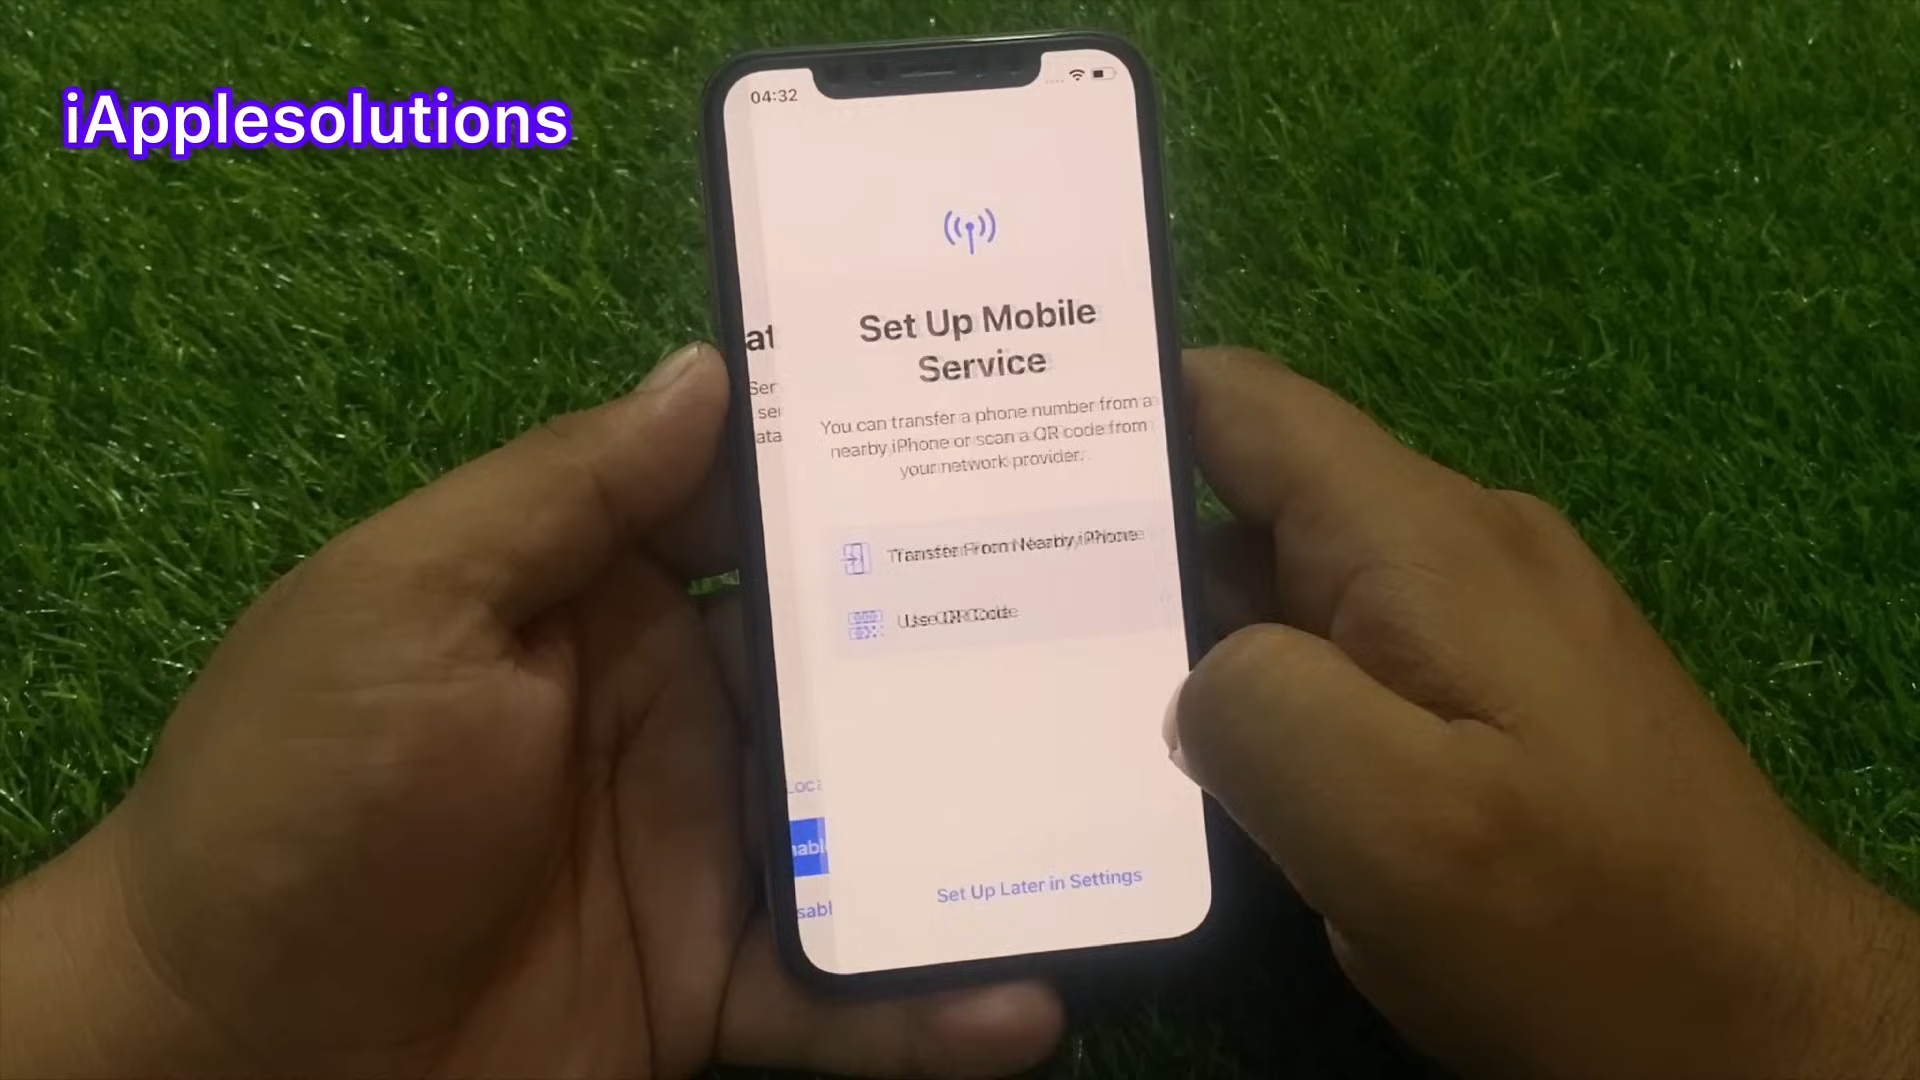 iApplesolutions
04:32
Set Up Mobile
Service
You can transfer a phone number from a
nearby iPhone or scan a QR code from
your network provider.
Transfer From Nearby iPhone
Use QR Code
Set Up Later in Settings